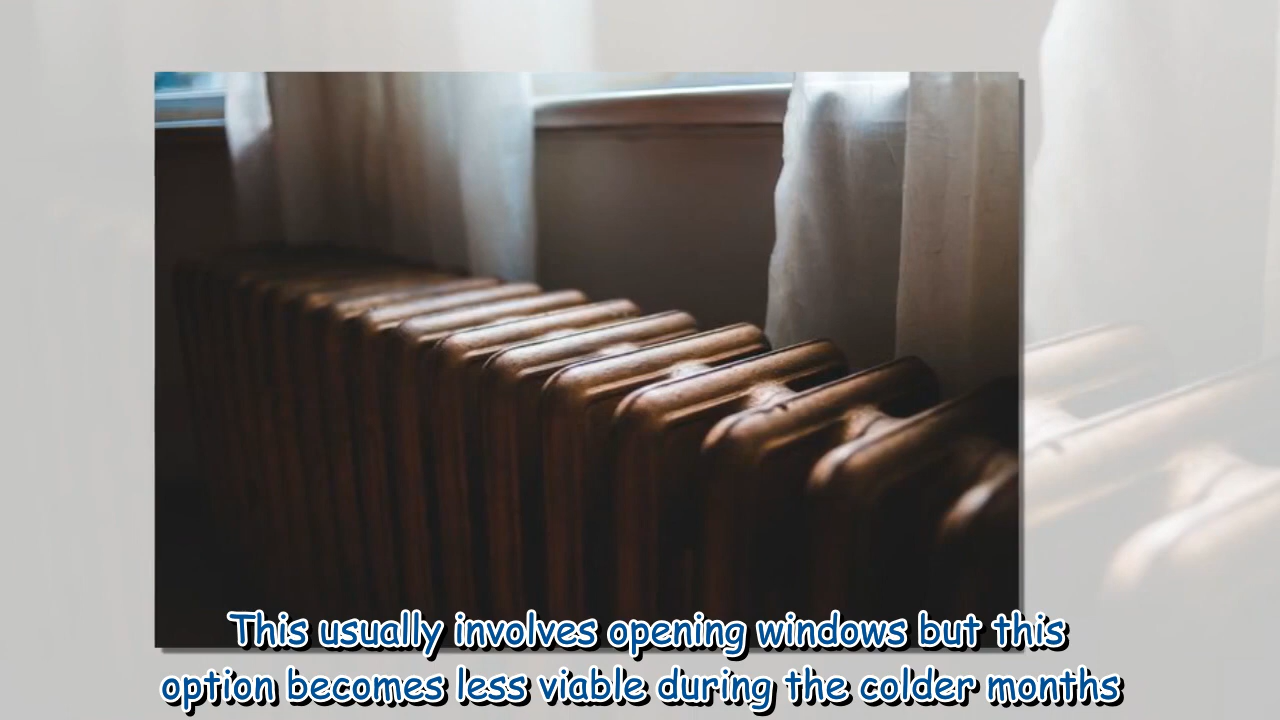 This usually involves opening windows but this
option becomes less viable during the colder months